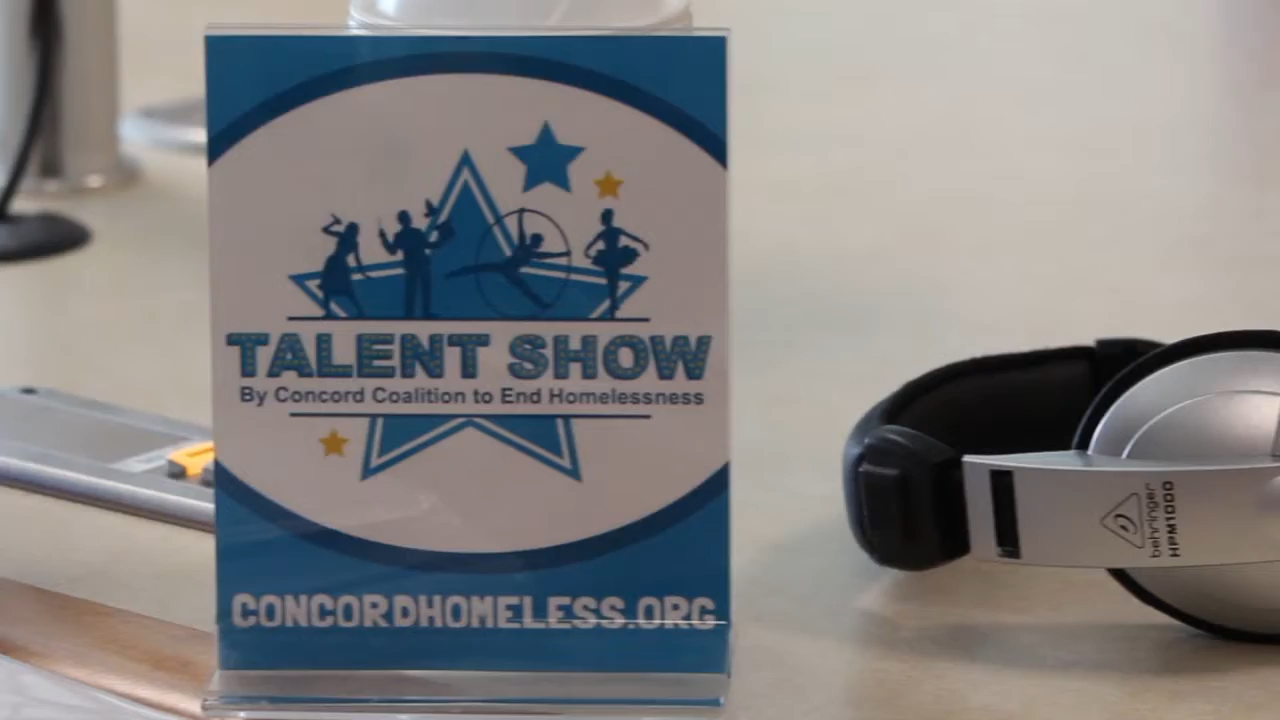 TALENT SHOW
By Concord Coalition to End Homelessness
CONCORDHOMELESS.ORG
behringer
HPM1000